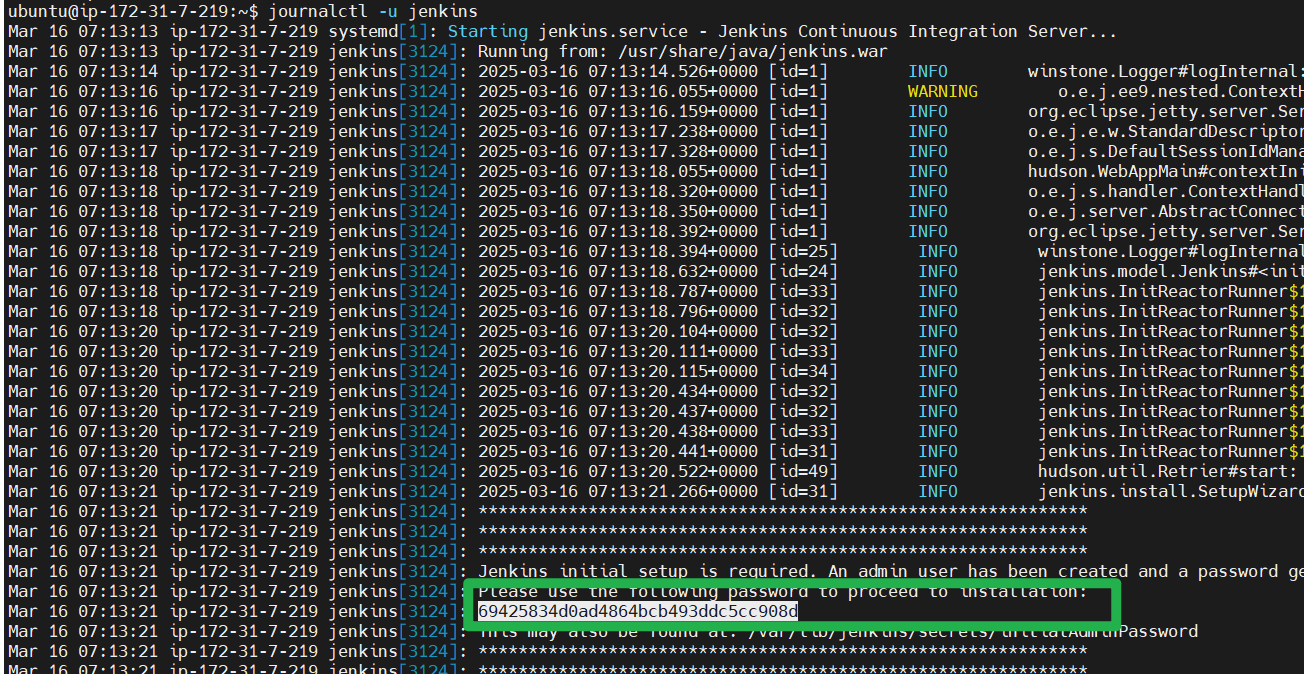 ubuntu@ip-172-31-7-219:~$ journalctl -u jenkins
Mar 16 07:13:13 ip-172-31-7-219 systemd[1]: Starting jenkins.service - Jenkins Continuous Integration Server...
Mar 16 07:13:13 ip-172-31-7-219 jenkins[3124]: Running from: /usr/share/java/jenkins.war
Mar 16 07:13:14 ip-172-31-7-219 jenkins[3124]: 2025-03-16 07:13:14.526+0000 [id=1] INFO winstone.Logger#logInternal:
Mar 16 07:13:16 ip-172-31-7-219 jenkins[3124]: 2025-03-16 07:13:16.055+0000 [id=1] WARNING o.e.j.ee9.nested.ContextH
Mar 16 07:13:16 ip-172-31-7-219 jenkins[3124]: 2025-03-16 07:13:16.159+0000 [id=1] INFO org.eclipse.jetty.server.Ser
Mar 16 07:13:17 ip-172-31-7-219 jenkins[3124]: 2025-03-16 07:13:17.238+0000 [id=1] INFO o.e.j.e.w.StandardDescriptor
Mar 16 07:13:17 ip-172-31-7-219 jenkins[3124]: 2025-03-16 07:13:17.328+0000 [id=1] INFO o.e.j.s.DefaultSessionIdMana
Mar 16 07:13:18 ip-172-31-7-219 jenkins[3124]: 2025-03-16 07:13:18.055+0000 [id=1] INFO hudson.WebAppMain#contextIni
Mar 16 07:13:18 ip-172-31-7-219 jenkins[3124]: 2025-03-16 07:13:18.320+0000 [id=1] INFO o.e.j.s.handler.ContextHandl
Mar 16 07:13:18 ip-172-31-7-219 jenkins[3124]: 2025-03-16 07:13:18.350+0000 [id=1] INFO o.e.j.server.AbstractConnect
Mar 16 07:13:18 ip-172-31-7-219 jenkins[3124]: 2025-03-16 07:13:18.392+0000 [id=1] INFO org.eclipse.jetty.server.Ser
Mar 16 07:13:18 ip-172-31-7-219 jenkins[3124]: 2025-03-16 07:13:18.394+0000 [id=25] INFO winstone.Logger#logInternal
Mar 16 07:13:18 ip-172-31-7-219 jenkins[3124]: 2025-03-16 07:13:18.632+0000 [id=24] INFO jenkins.model.Jenkins#<init
Mar 16 07:13:18 ip-172-31-7-219 jenkins[3124]: 2025-03-16 07:13:18.787+0000 [id=33] INFO jenkins.InitReactorRunner$1
Mar 16 07:13:18 ip-172-31-7-219 jenkins[3124]: 2025-03-16 07:13:18.796+0000 [id=32] INFO jenkins.InitReactorRunner$1
Mar 16 07:13:20 ip-172-31-7-219 jenkins[3124]: 2025-03-16 07:13:20.104+0000 [id=32] INFO jenkins.InitReactorRunner$1
Mar 16 07:13:20 ip-172-31-7-219 jenkins[3124]: 2025-03-16 07:13:20.111+0000 [id=33] INFO jenkins.InitReactorRunner$1
Mar 16 07:13:20 ip-172-31-7-219 jenkins[3124]: 2025-03-16 07:13:20.115+0000 [id=34] INFO jenkins.InitReactorRunner$1
Mar 16 07:13:20 ip-172-31-7-219 jenkins[3124]: 2025-03-16 07:13:20.434+0000 [id=32] INFO jenkins.InitReactorRunner$1
Mar 16 07:13:20 ip-172-31-7-219 jenkins[3124]: 2025-03-16 07:13:20.437+0000 [id=32] INFO jenkins.InitReactorRunner$1
Mar 16 07:13:20 ip-172-31-7-219 jenkins[3124]: 2025-03-16 07:13:20.438+0000 [id=33] INFO jenkins.InitReactorRunner$1
Mar 16 07:13:20 ip-172-31-7-219 jenkins[3124]: 2025-03-16 07:13:20.441+0000 [id=31] INFO jenkins.InitReactorRunner$1
Mar 16 07:13:20 ip-172-31-7-219 jenkins[3124]: 2025-03-16 07:13:20.522+0000 [id=49] INFO hudson.util.Retrier#start:
Mar 16 07:13:21 ip-172-31-7-219 jenkins[3124]: 2025-03-16 07:13:21.266+0000 [id=31] INFO jenkins.install.SetupWizard
Mar 16 07:13:21 ip-172-31-7-219 jenkins[3124]: *************************************************************
Mar 16 07:13:21 ip-172-31-7-219 jenkins[3124]: *************************************************************
Mar 16 07:13:21 ip-172-31-7-219 jenkins[3124]: *************************************************************
Mar 16 07:13:21 ip-172-31-7-219 jenkins[3124]: Jenkins initial setup is required. An admin user has been created and a password ge
Mar 16 07:13:21 ip-172-31-7-219 jenkins[3124]: Please use the following password to proceed to installation:
Mar 16 07:13:21 ip-172-31-7-219 jenkins[3124]: 69425834d0ad4864bcb493ddc5cc908d
Mar 16 07:13:21 ip-172-31-7-219 jenkins[3124]: This may also be found at: /var/lib/jenkins/secrets/initialAdminPassword
Mar 16 07:13:21 ip-172-31-7-219 jenkins[3124]: *************************************************************
Mar 16 07:13:21 ip-172-31-7-219 jenkins[3124]: *************************************************************